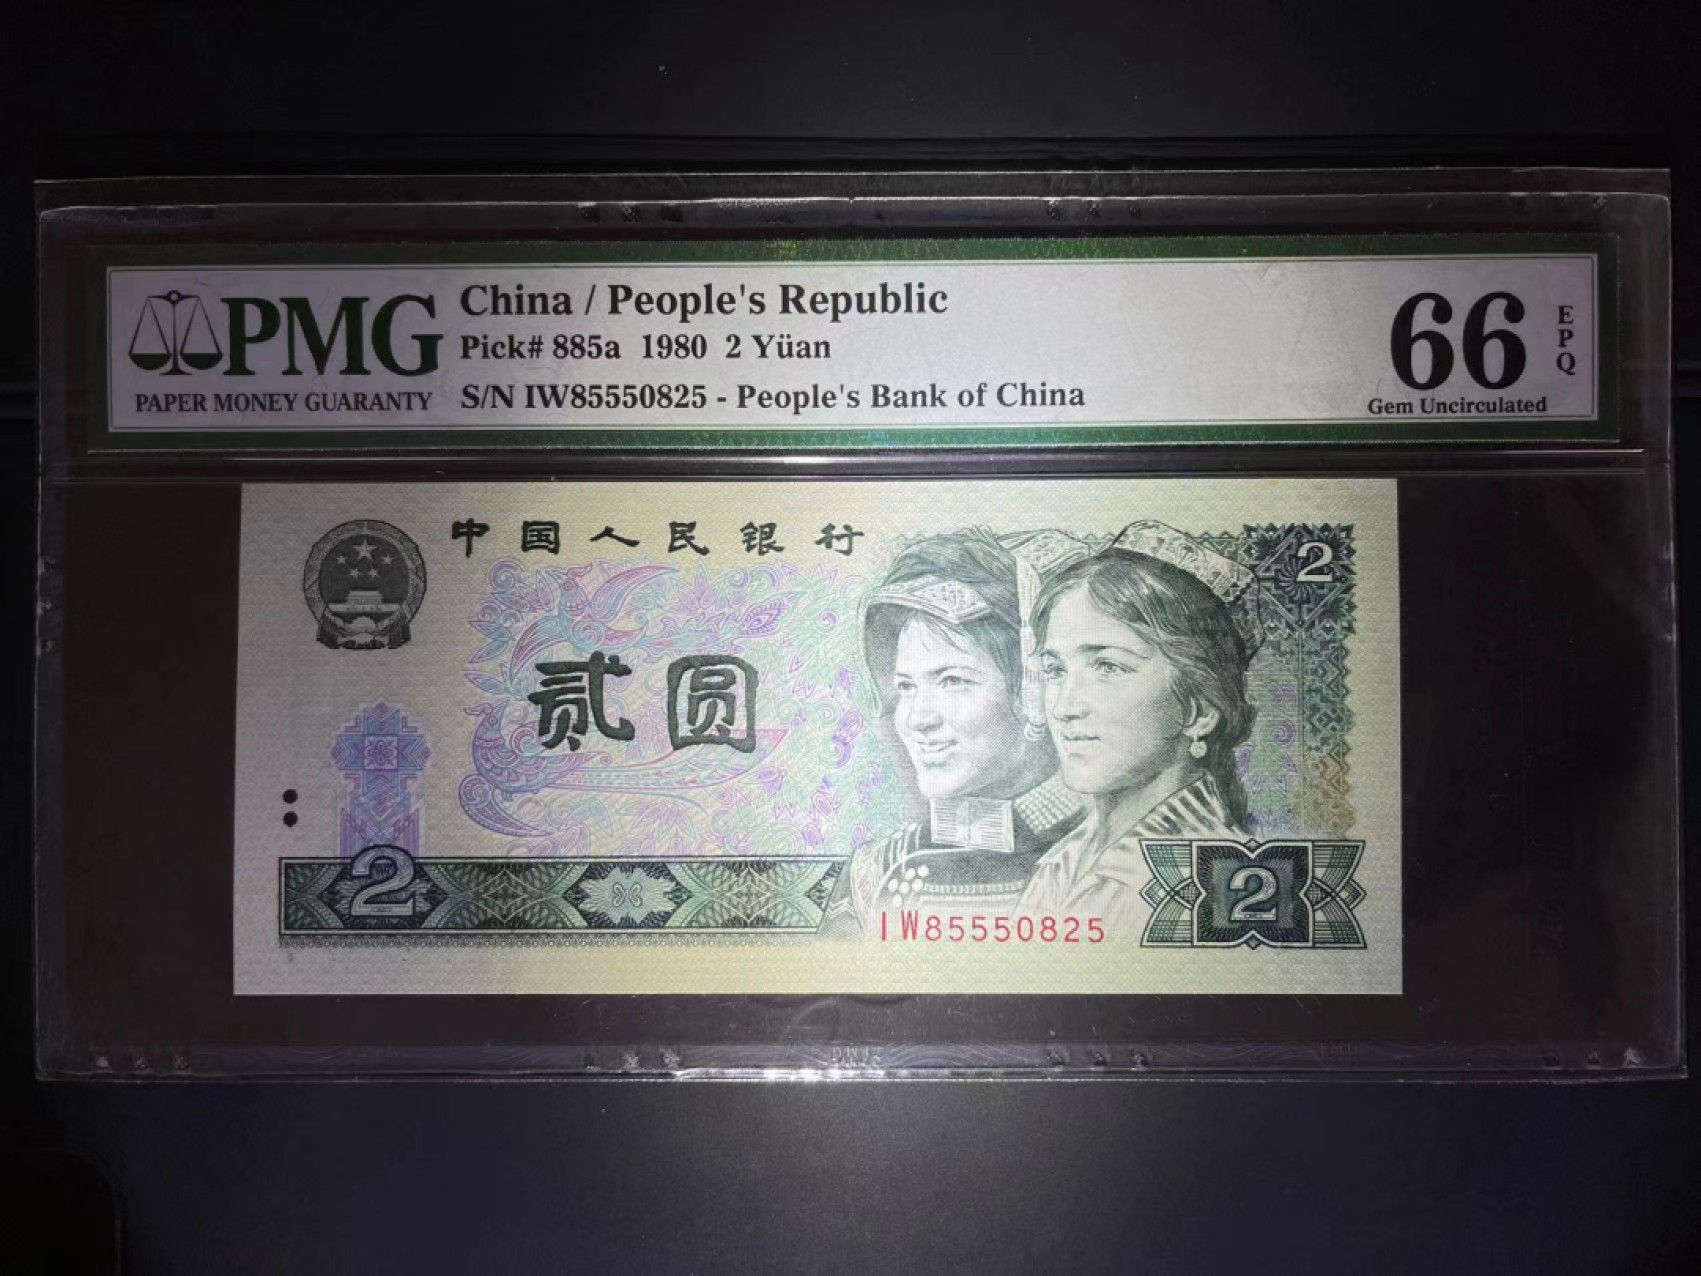 PMG
PAPER MONEY GUARANTY
China / People's Republic
Pick# 885a 1980 2 Yüan
S/N IW85550825 - People's Bank of China
66
EPQ
Gem Uncirculated
中国人民银行
2
贰圆
2
IW85550825
2